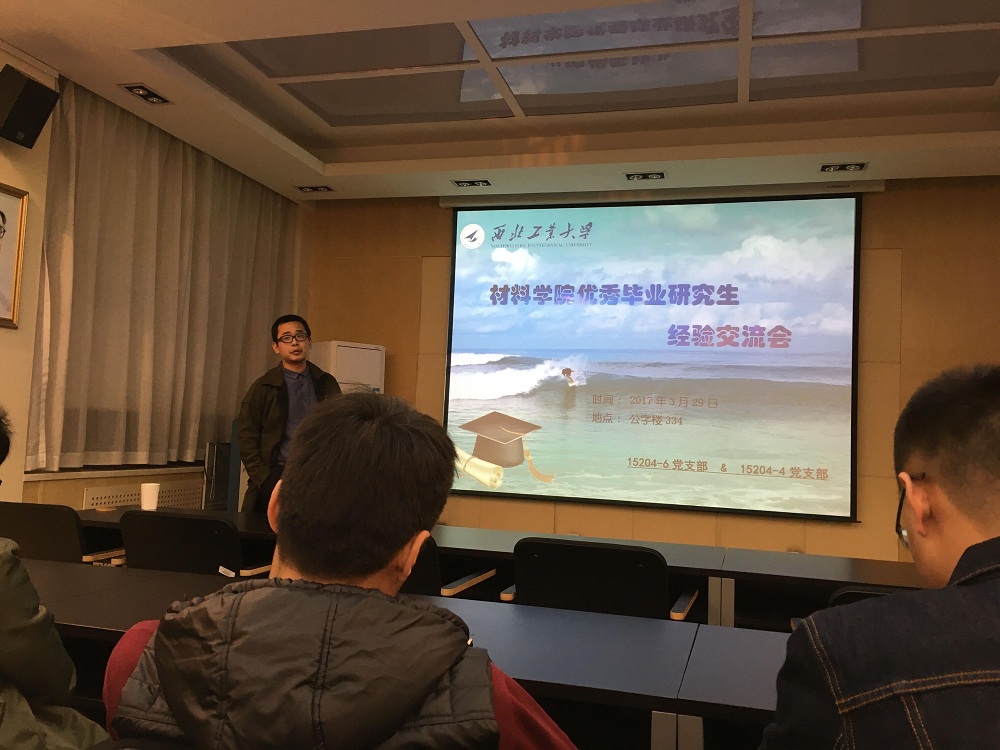 西北工业大学
NORTHWESTERN POLYTECHNICAL UNIVERSITY
材料学院优秀毕业研究生
经验交流会
时间： 2017年3月29日
地点： 公字楼334
15204-6党支部 & 15204-4党支部